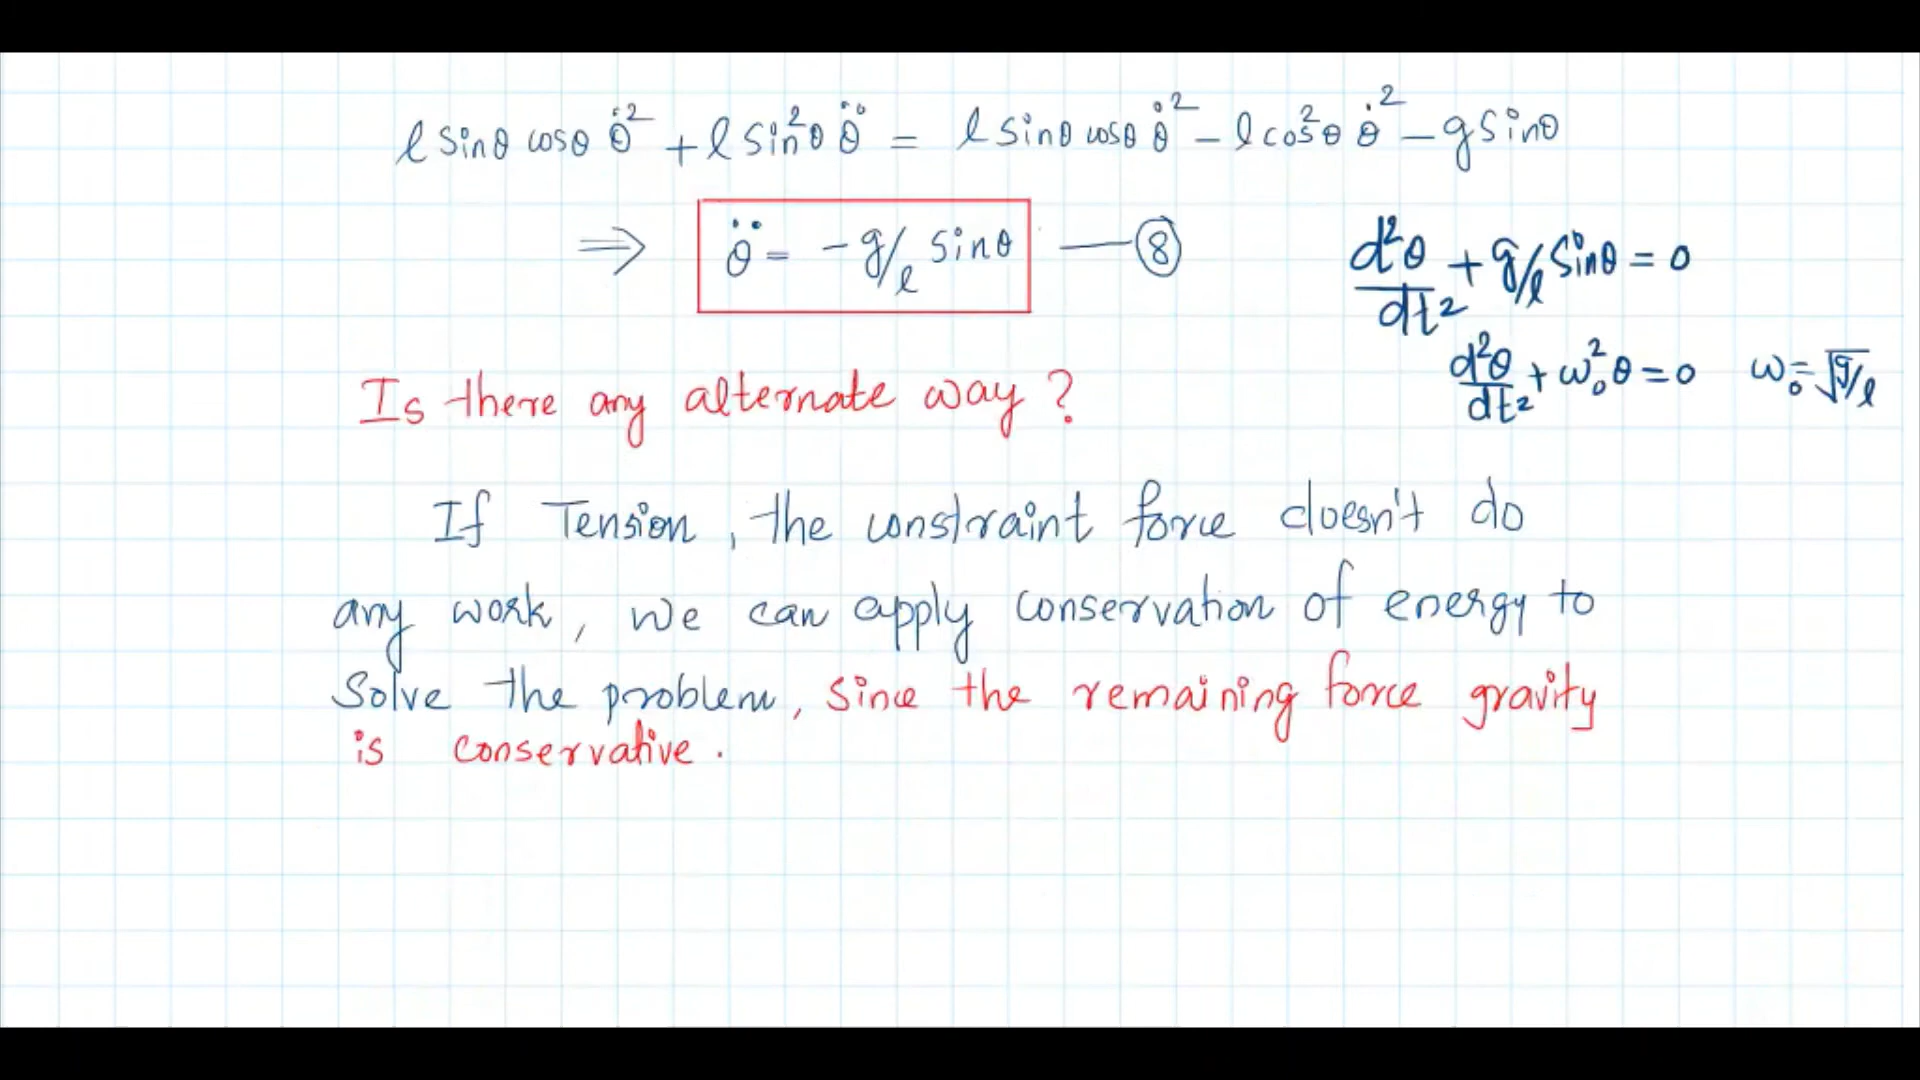 l sinθ cosθ θ̇² + l sin²θ θ̈ = l sinθ cosθ θ̇² - l cos²θ θ̇² - g sinθ
⇒ θ̈ = -g/l sinθ —— ⑧
d²θ/dt² + g/l sinθ = 0
d²θ/dt² + ω₀²θ = 0 ω₀ = √g/l
Is there any alternate way?
If Tension, the constraint force doesn't do
any work, we can apply conservation of energy to
Solve the problem, since the remaining force gravity
is conservative.